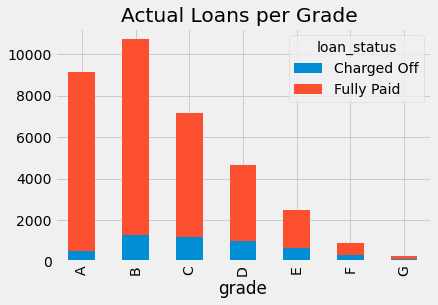 Actual Loans per Grade
loan_status
Charged Off
Fully Paid
10000
8000
6000
4000
2000
0
A B C D E F G
grade